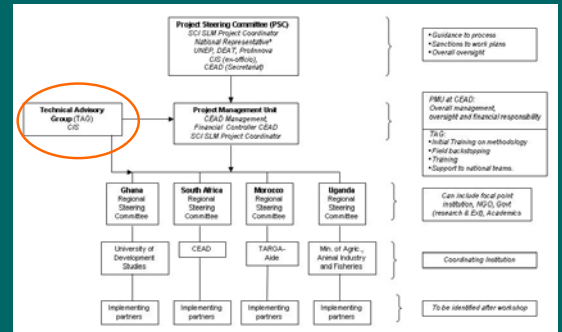 Project Steering Committee (PSC)
SCI SLM Project Coordinator
National Representative*
UNEP, DEAT, Prolinnova
CIS (ex-officio),
CEAD (Secretariat)
•Guidance to process
•Sanctions to work plans
•Overall oversight
Technical Advisory
Group (TAG)
CIS
Project Management Unit
CEAD Management,
Financial Controller CEAD
SCI SLM Project Coordinator
PMU at CEAD:
Overall management,
oversight and financial responsibility
TAG:
•Initial Training on methodology
•Field backstopping
•Training
•Support to national teams.
Ghana
Regional
Steering
Committee
South Africa
Regional
Steering
Committee
Morocco
Regional
Steering
Committee
Uganda
Regional
Steering
Committee
Can include focal point
institution, NGO, Govt
(research & Ext), Academics
University of
Development
Studies
CEAD
TARGA-
Aide
Min. of Agric.,
Animal Industry
and Fisheries
Coordinating Institution
Implementing
partners
Implementing
partners
Implementing
partners
Implementing
partners
To be identified after workshop